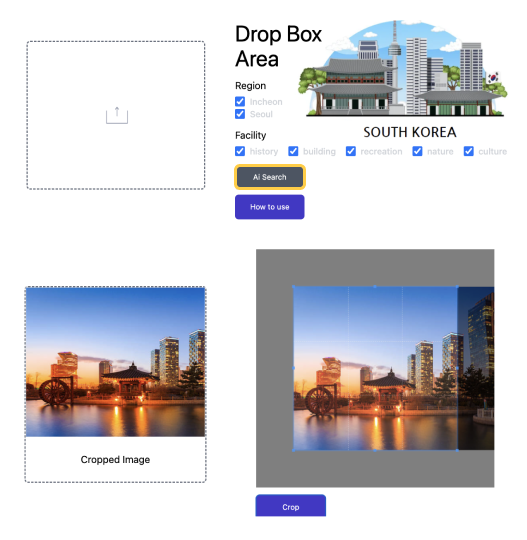 Drop Box
Area
Region
Incheon
Seoul
SOUTH KOREA
Facility
history building recreation nature culture
Ai Search
How to use
Cropped Image
Crop